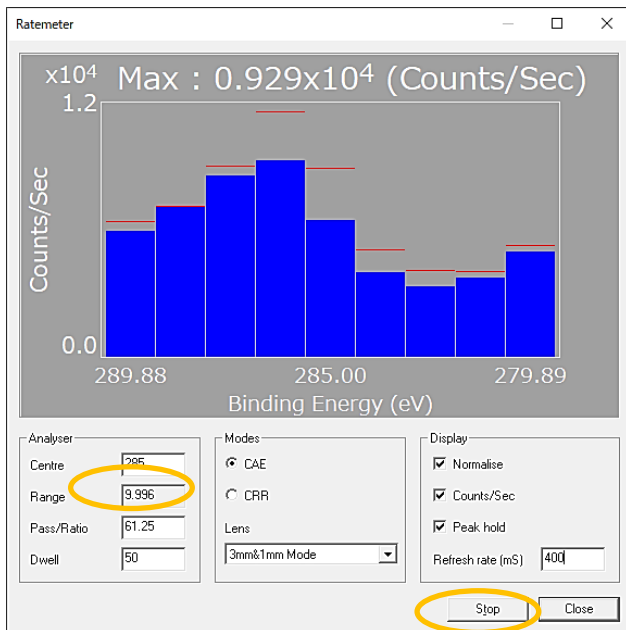 Ratemeter
x10⁴ Max : 0.929x10⁴ (Counts/Sec)
1.2
Counts/Sec
0.0
289.88 285.00 279.89
Binding Energy (eV)
Analyser
Centre 285
Range 9.996
Pass/Ratio 61.25
Dwell 50
Modes
CAE
CRR
Lens
3mm&1mm Mode
Display
Normalise
Counts/Sec
Peak hold
Refresh rate (mS) 400
Stop Close